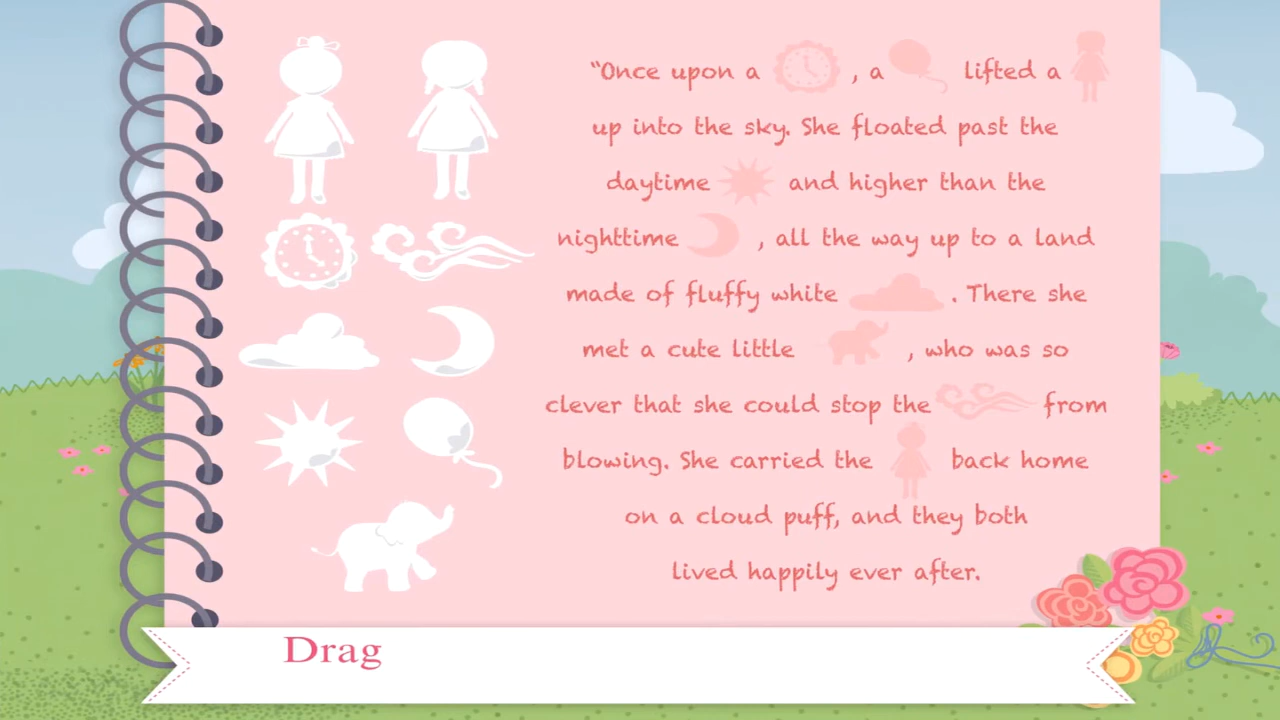 “Once upon a , a lifted a
up into the sky. She floated past the
daytime and higher than the
nighttime , all the way up to a land
made of fluffy white . There she
met a cute little , who was so
clever that she could stop the from
blowing. She carried the back home
on a cloud puff, and they both
lived happily ever after.
Drag